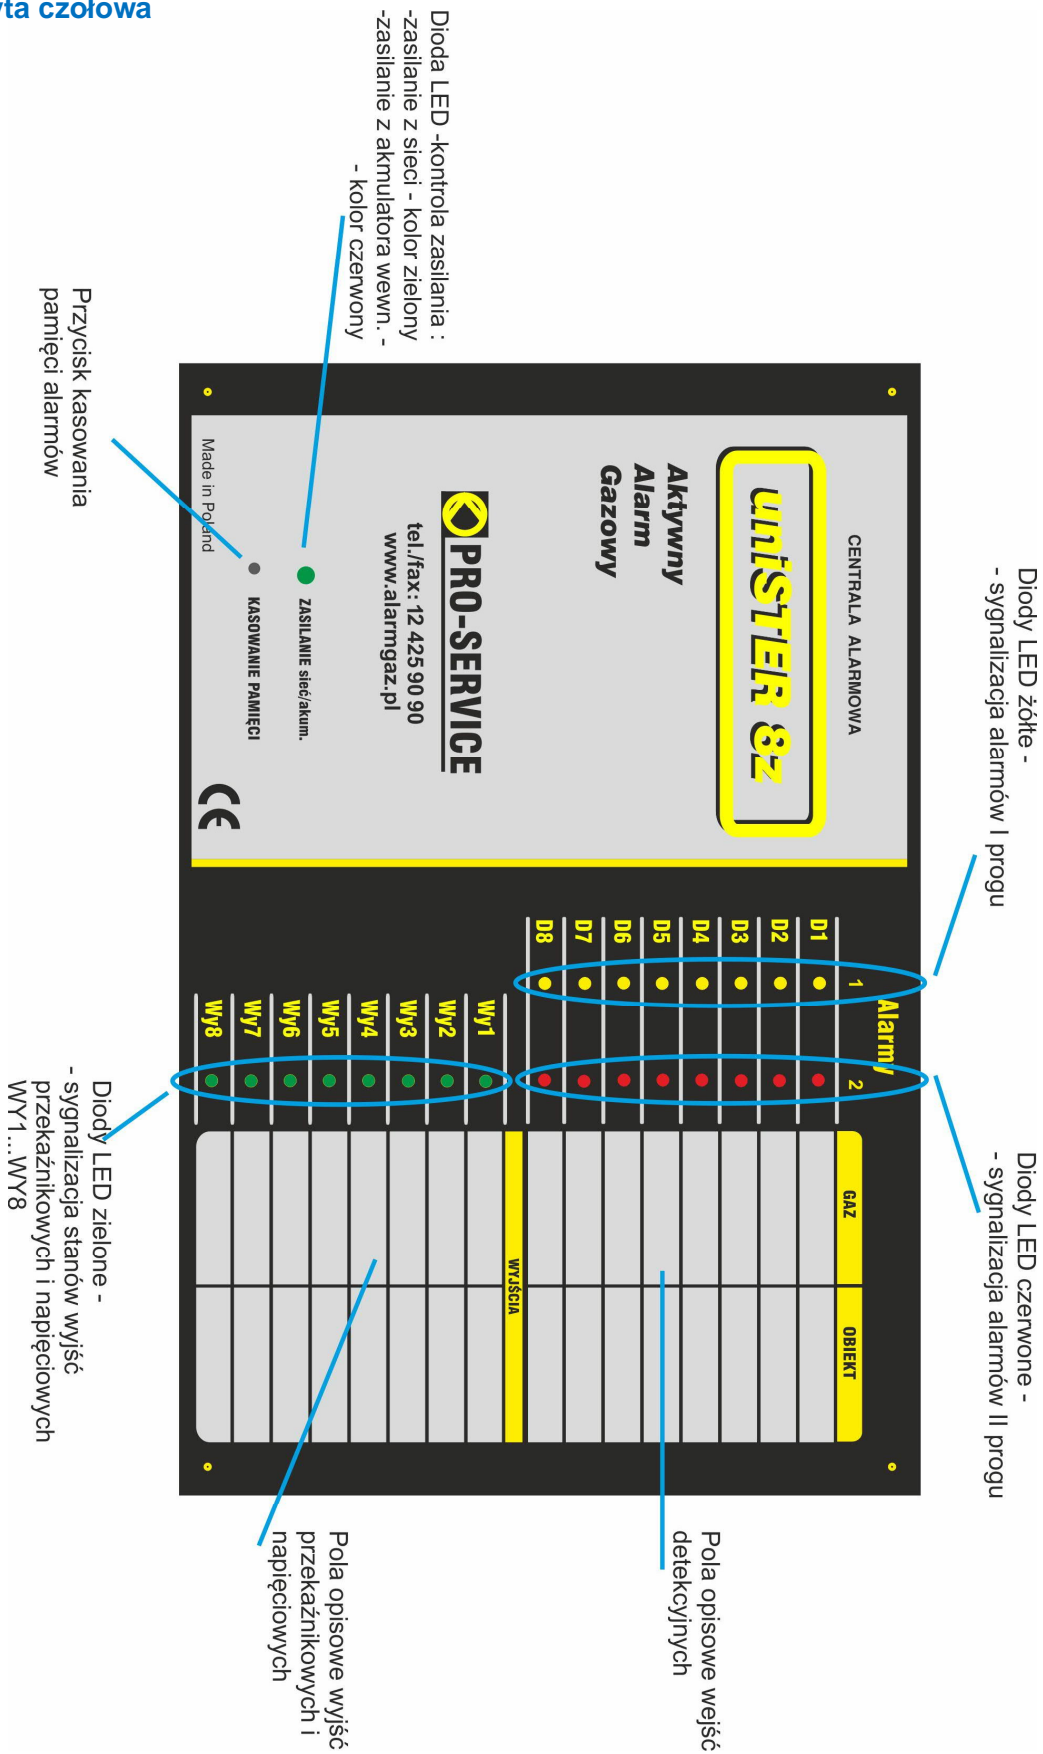 yta czołowa
Dioda LED -kontrola zasilania :
-zasilanie z sieci - kolor zielony
-zasilanie z akmulatora wewn. -
- kolor czerwony
Przycisk kasowania
pamięci alarmów
Diody LED żółte -
- sygnalizacja alarmów I progu
Diody LED czerwone -
- sygnalizacja alarmów II progu
CENTRALA ALARMOWA
uniSTER 8z
Aktywny
Alarm
Gazowy
PRO-SERVICE
tel./fax: 12 425 90 90
www.alarmgaz.pl
ZASILANIE sieć/akum.
KASOWANIE PAMIĘCI
Made in Poland
CE
Alarmy
1 2 GAZ OBIEKT
D1
D2
D3
D4
D5
D6
D7
D8
WYJŚCIA
Wy1
Wy2
Wy3
Wy4
Wy5
Wy6
Wy7
Wy8
Diody LED zielone -
- sygnalizacja stanów wyjść
przekaźnikowych i napięciowych
WY1...WY8
Pola opisowe wejść
detekcyjnych
Pola opisowe wyjść
przekaźnikowych i
napięciowych